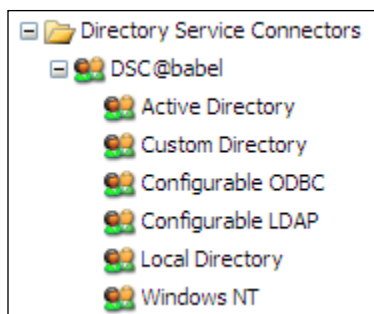 Directory Service Connectors
DSC@babel
Active Directory
Custom Directory
Configurable ODBC
Configurable LDAP
Local Directory
Windows NT